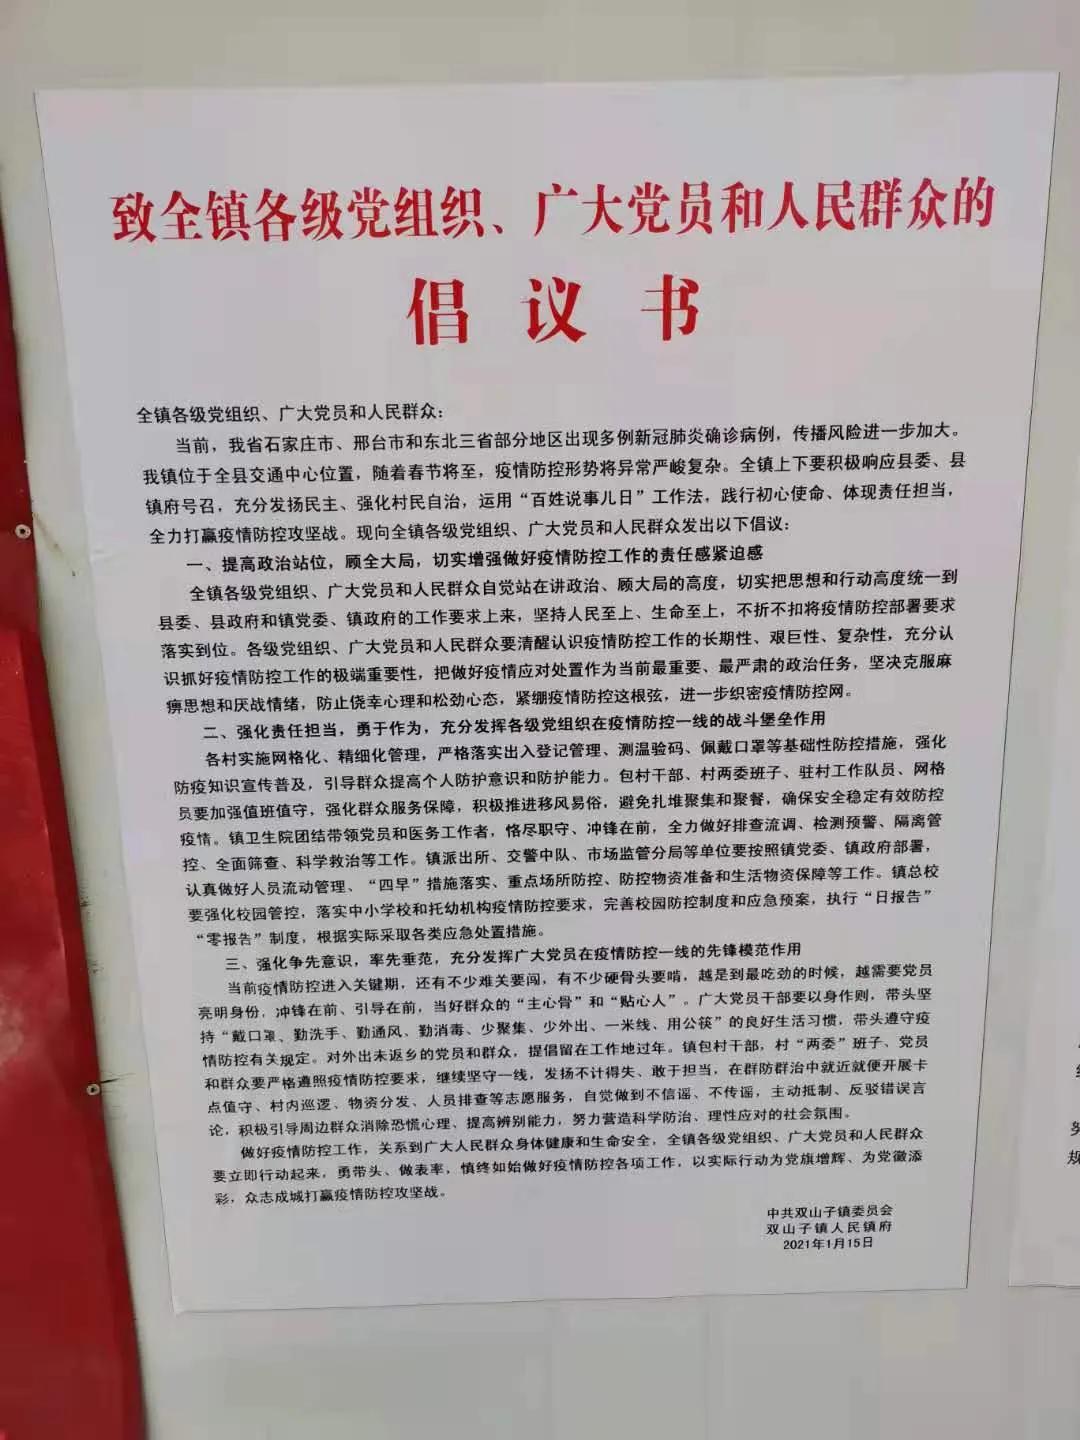 致全镇各级党组织、广大党员和人民群众的
倡议书
全镇各级党组织、广大党员和人民群众：
当前，我省石家庄市、邢台市和东北三省部分地区出现多例新冠肺炎确诊病例，传播风险进一步加大。
我镇位于全县交通中心位置，随着春节将至，疫情防控形势将异常严峻复杂。全镇上下要积极响应县委、县
镇府号召，充分发扬民主、强化村民自治，运用“百姓说事儿日”工作法，践行初心使命、体现责任担当，
全力打赢疫情防控攻坚战。现向全镇各级党组织、广大党员和人民群众发出以下倡议：
一、提高政治站位，顾全大局，切实增强做好疫情防控工作的责任感紧迫感
全镇各级党组织、广大党员和人民群众自觉站在讲政治、顾大局的高度，切实把思想和行动高度统一到
县委、县政府和镇党委、镇政府的工作要求上来，坚持人民至上、生命至上，不折不扣将疫情防控部署要求
落实到位。各级党组织、广大党员和人民群众要清醒认识疫情防控工作的长期性、艰巨性、复杂性，充分认
识抓好疫情防控工作的极端重要性，把做好疫情应对处置作为当前最重要、最严肃的政治任务，坚决克服麻
痹思想和厌战情绪，防止侥幸心理和松劲心态，紧绷疫情防控这根弦，进一步织密疫情防控网。
二、强化责任担当，勇于作为，充分发挥各级党组织在疫情防控一线的战斗堡垒作用
各村实施网格化、精细化管理，严格落实出入登记管理、测温验码、佩戴口罩等基础性防控措施，强化
防疫知识宣传普及，引导群众提高个人防护意识和防护能力。包村干部、村两委班子、驻村工作队员、网格
员要加强值班值守，强化群众服务保障，积极推进移风易俗，避免扎堆聚集和聚餐，确保安全稳定有效防控
疫情。镇卫生院团结带领党员和医务工作者，恪尽职守、冲锋在前，全力做好排查流调、检测预警、隔离管
控、全面筛查、科学救治等工作。镇派出所、交警中队、市场监管分局等单位要按照镇党委、镇政府部署，
认真做好人员流动管理、“四早”措施落实、重点场所防控、防控物资准备和生活物资保障等工作。镇总校
要强化校园管控，落实中小学校和托幼机构疫情防控要求，完善校园防控制度和应急预案，执行“日报告”
“零报告”制度，根据实际采取各类应急处置措施。
三、强化争先意识，率先垂范，充分发挥广大党员在疫情防控一线的先锋模范作用
当前疫情防控进入关键期，还有不少难关要闯，有不少硬骨头要啃，越是到最吃劲的时候，越需要党员
亮明身份，冲锋在前、引导在前，当好群众的“主心骨”和“贴心人”。广大党员干部要以身作则，带头坚
持“戴口罩、勤洗手、勤通风、勤消毒、少聚集、少外出、一米线、用公筷”的良好生活习惯，带头遵守疫
情防控有关规定。对外出未返乡的党员和群众，提倡留在工作地过年。镇包村干部，村“两委”班子、党员
和群众要严格遵照疫情防控要求，继续坚守一线，发扬不计得失、敢于担当，在群防群治中就近就便开展卡
点值守、村内巡逻、物资分发、人员排查等志愿服务，自觉做到不信谣、不传谣，主动抵制、反驳错误言
论，积极引导周边群众消除恐慌心理、提高辨别能力，努力营造科学防治、理性应对的社会氛围。
做好疫情防控工作，关系到广大人民群众身体健康和生命安全，全镇各级党组织、广大党员和人民群众
要立即行动起来，勇带头、做表率，慎终如始做好疫情防控各项工作，以实际行动为党旗增辉、为党徽添
彩，众志成城打赢疫情防控攻坚战。
中共双山子镇委员会
双山子镇人民镇府
2021年1月15日